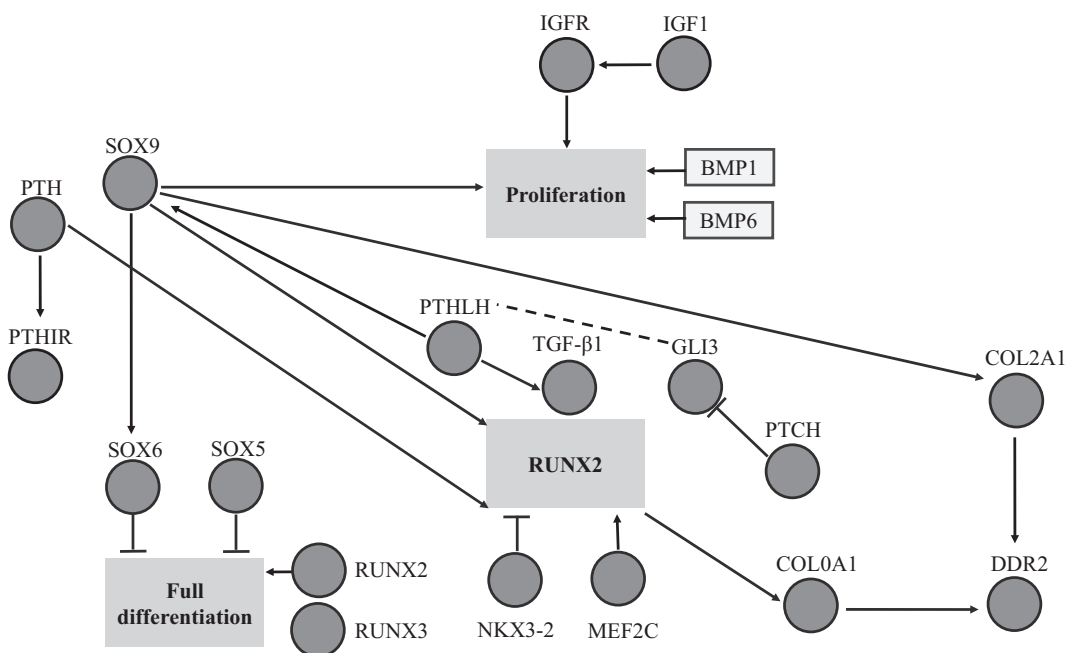 IGFR
IGF1
SOX9
PTH
BMP1
Proliferation
BMP6
PTHLH
TGF-β1
GLI3
PTHIR
COL2A1
PTCH
SOX6
SOX5
RUNX2
COL0A1
DDR2
RUNX2
Full
differentiation
RUNX3
NKX3-2
MEF2C